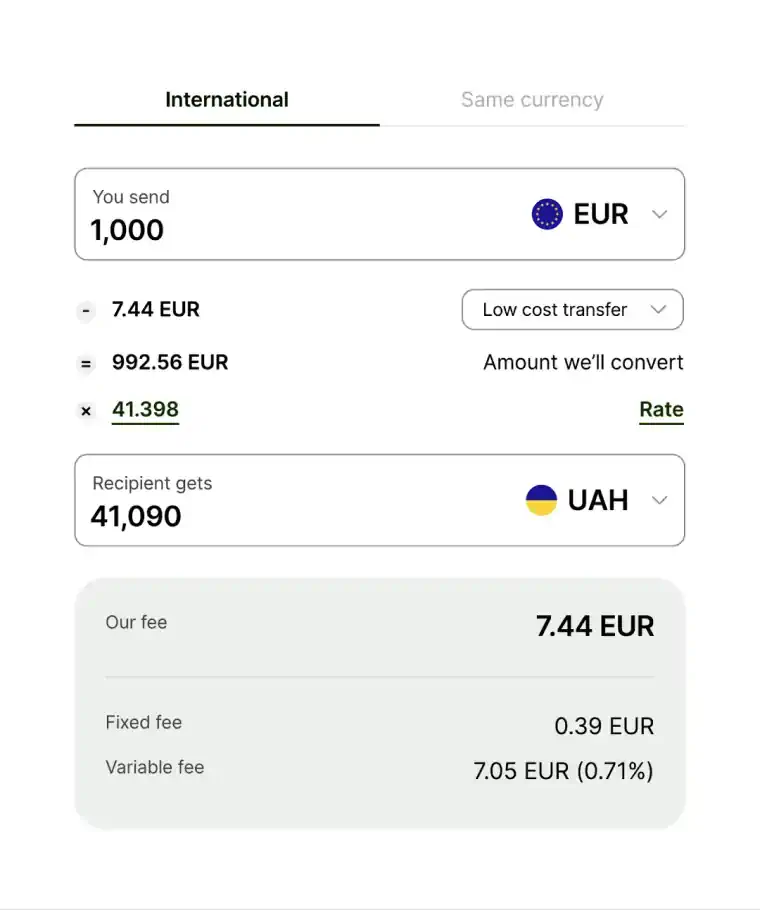 International Same currency
You send
1,000 EUR
- 7.44 EUR Low cost transfer
= 992.56 EUR Amount we'll convert
× 41.398 Rate
Recipient gets
41,090 UAH
Our fee 7.44 EUR
Fixed fee 0.39 EUR
Variable fee 7.05 EUR (0.71%)